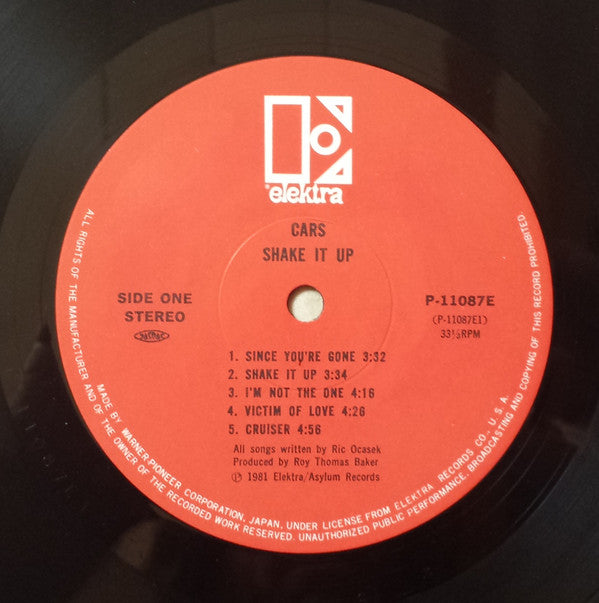 elektra
CARS
SHAKE IT UP
SIDE ONE
STEREO
P-11087E
(P-11087E1)
33⅓RPM
1. SINCE YOU'RE GONE 3:32
2. SHAKE IT UP 3:34
3. I'M NOT THE ONE 4:16
4. VICTIM OF LOVE 4:26
5. CRUISER 4:56
All songs written by Ric Ocasek
Produced by Roy Thomas Baker
Ⓟ 1981 Elektra/Asylum Records
MADE BY WARNER-PIONEER CORPORATION, JAPAN, UNDER LICENSE FROM ELEKTRA RECORDS CO., U.S.A.
ALL RIGHTS OF THE MANUFACTURER AND OF THE OWNER OF THE RECORDED WORK RESERVED. UNAUTHORIZED PUBLIC PERFORMANCE, BROADCASTING AND COPYING OF THIS RECORD PROHIBITED.